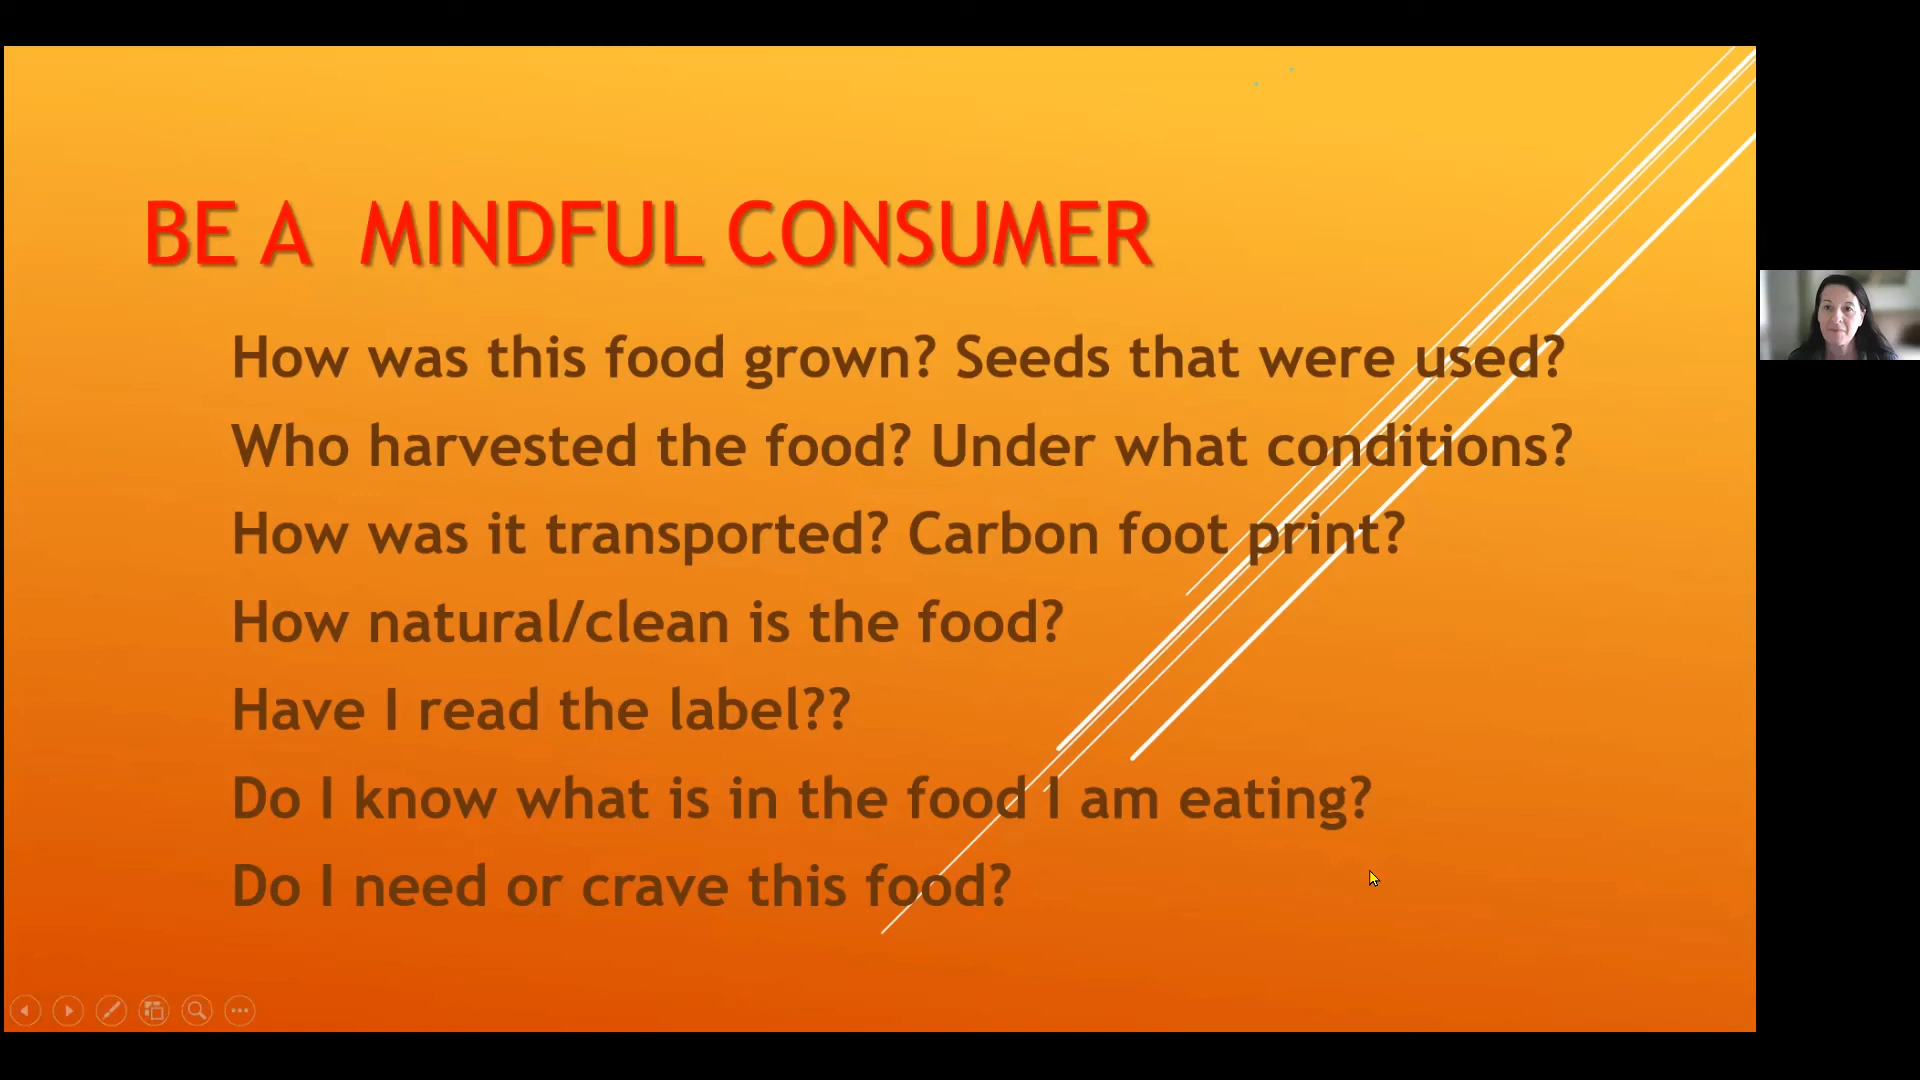 BE A  MINDFUL CONSUMER
How was this food grown? Seeds that were used?
Who harvested the food? Under what conditions?
How was it transported? Carbon foot print?
How natural/clean is the food?
Have I read the label??
Do I know what is in the food I am eating?
Do I need or crave this food?